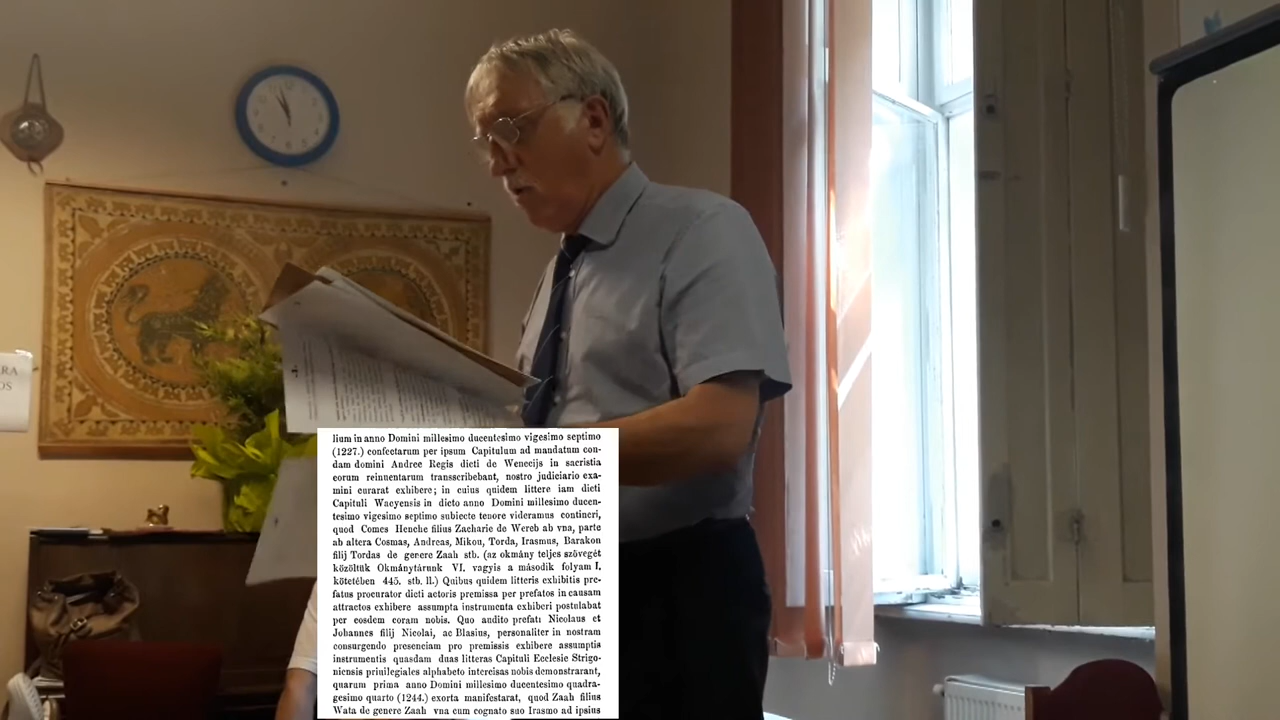 RA
OS
lium in anno Domini millesimo ducentesimo vigesimo septimo
(1227.) confectarum per ipsum Capitulum ad mandatum con-
dam domini Andree Regis dicti de Wenecijs in sacristia
eorum reinuentarum transscribebant, nostro judiciario exa-
mini curarat exhibere; in cuius quidem littere iam dicti
Capituli Wacyensis in dicto anno Domini millesimo ducen-
tesimo vigesimo septimo subiecte tenore videramus contineri,
quod Comes Henche filius Zacharie de Wereb ab vna, parte
ab altera Cosmas, Andreas, Mikou, Torda, Irasmus, Barakon
filij Tordas de genere Zaah stb. (az okmány teljes szövegét
közöltük Okmánytárunk VI. vagyis a második folyam I.
kötetében 445. stb. ll.) Quibus quidem litteris exhibitis pre-
fatus procurator dicti actoris premissa per prefatos in causam
attractos exhibere assumpta instrumenta exhiberi postulabat
per eosdem coram nobis. Quo audito prefati Nicolaus et
Johannes filij Nicolai, ac Blasius, personaliter in nostram
consurgendo presenciam pro premissis exhibere assumptis
instrumentis quasdam duas litteras Capituli Ecclesie Strigo-
niensis priuilegiales alphabeto intercisas nobis demonstrarant,
quarum prima anno Domini millesimo ducentesimo quadra-
gesimo quarto (1244.) exorta manifestarat, quod Zaah filius
Wata de genere Zaah vna cum cognato suo Irasmo ad ipsius